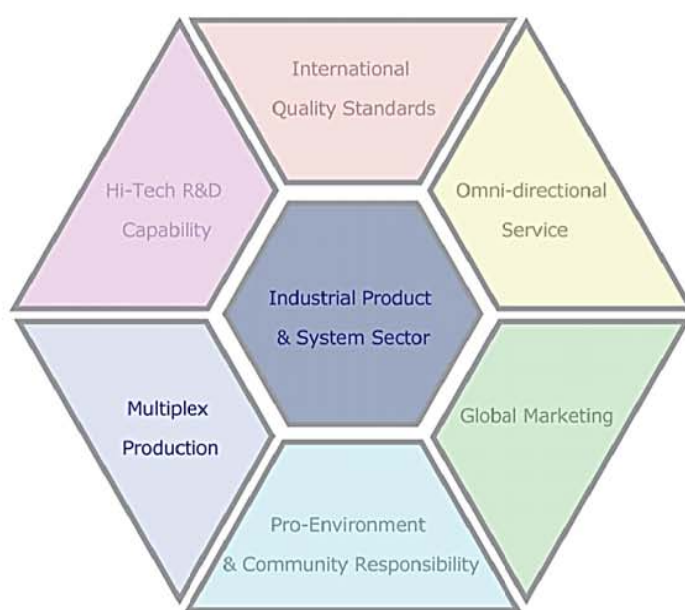 International
Quality Standards
Hi-Tech R&D
Capability
Omni-directional
Service
Industrial Product
& System Sector
Multiplex
Production
Global Marketing
Pro-Environment
& Community Responsibility